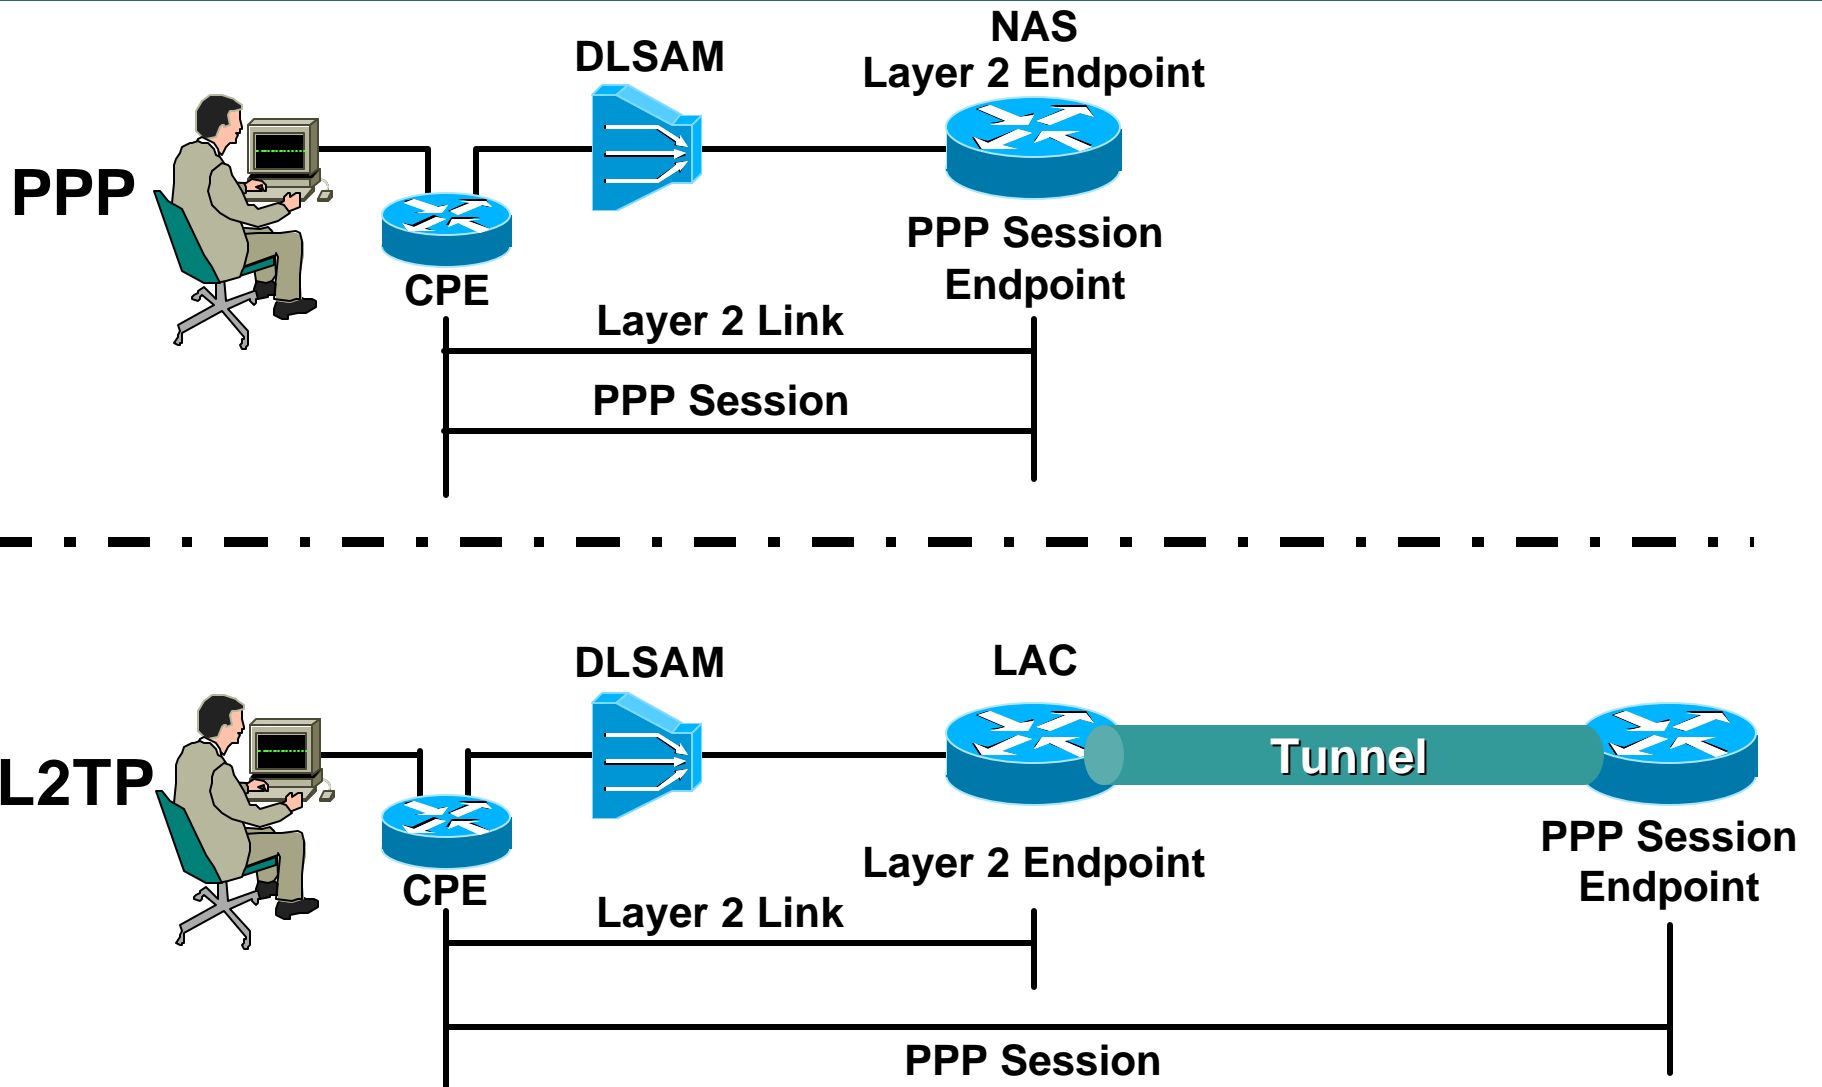 NAS
DLSAM
Layer 2 Endpoint
PPP
PPP Session
Endpoint
CPE
Layer 2 Link
PPP Session
DLSAM
LAC
L2TP
Tunnel
PPP Session
Endpoint
Layer 2 Endpoint
CPE
Layer 2 Link
PPP Session